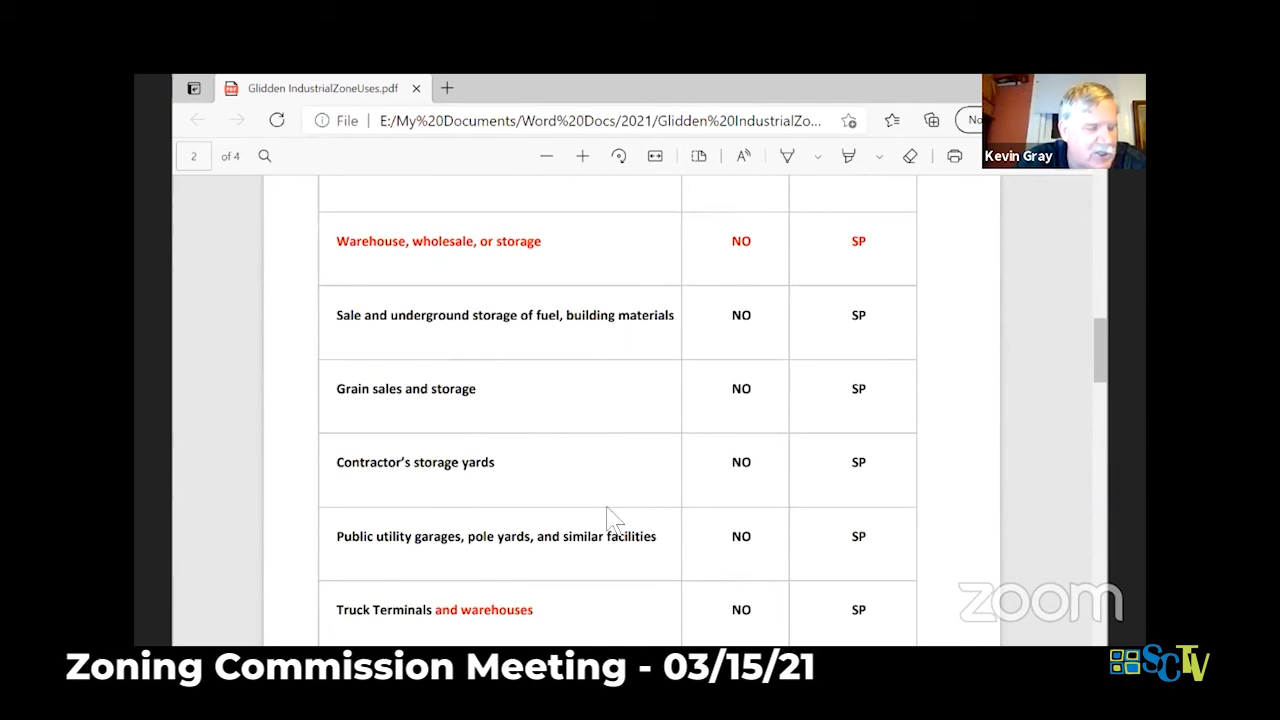 Glidden IndustrialZoneUses.pdf
File
E:/My%20Documents/Word%20Docs/2021/Glidden%20IndustrialZo...
No
2 of 4
Kevin Gray
Warehouse, wholesale, or storage NO SP
Sale and underground storage of fuel, building materials NO SP
Grain sales and storage NO SP
Contractor's storage yards NO SP
Public utility garages, pole yards, and similar facilities NO SP
Truck Terminals and warehouses NO SP
zoom
Zoning Commission Meeting - 03/15/21
SCTV